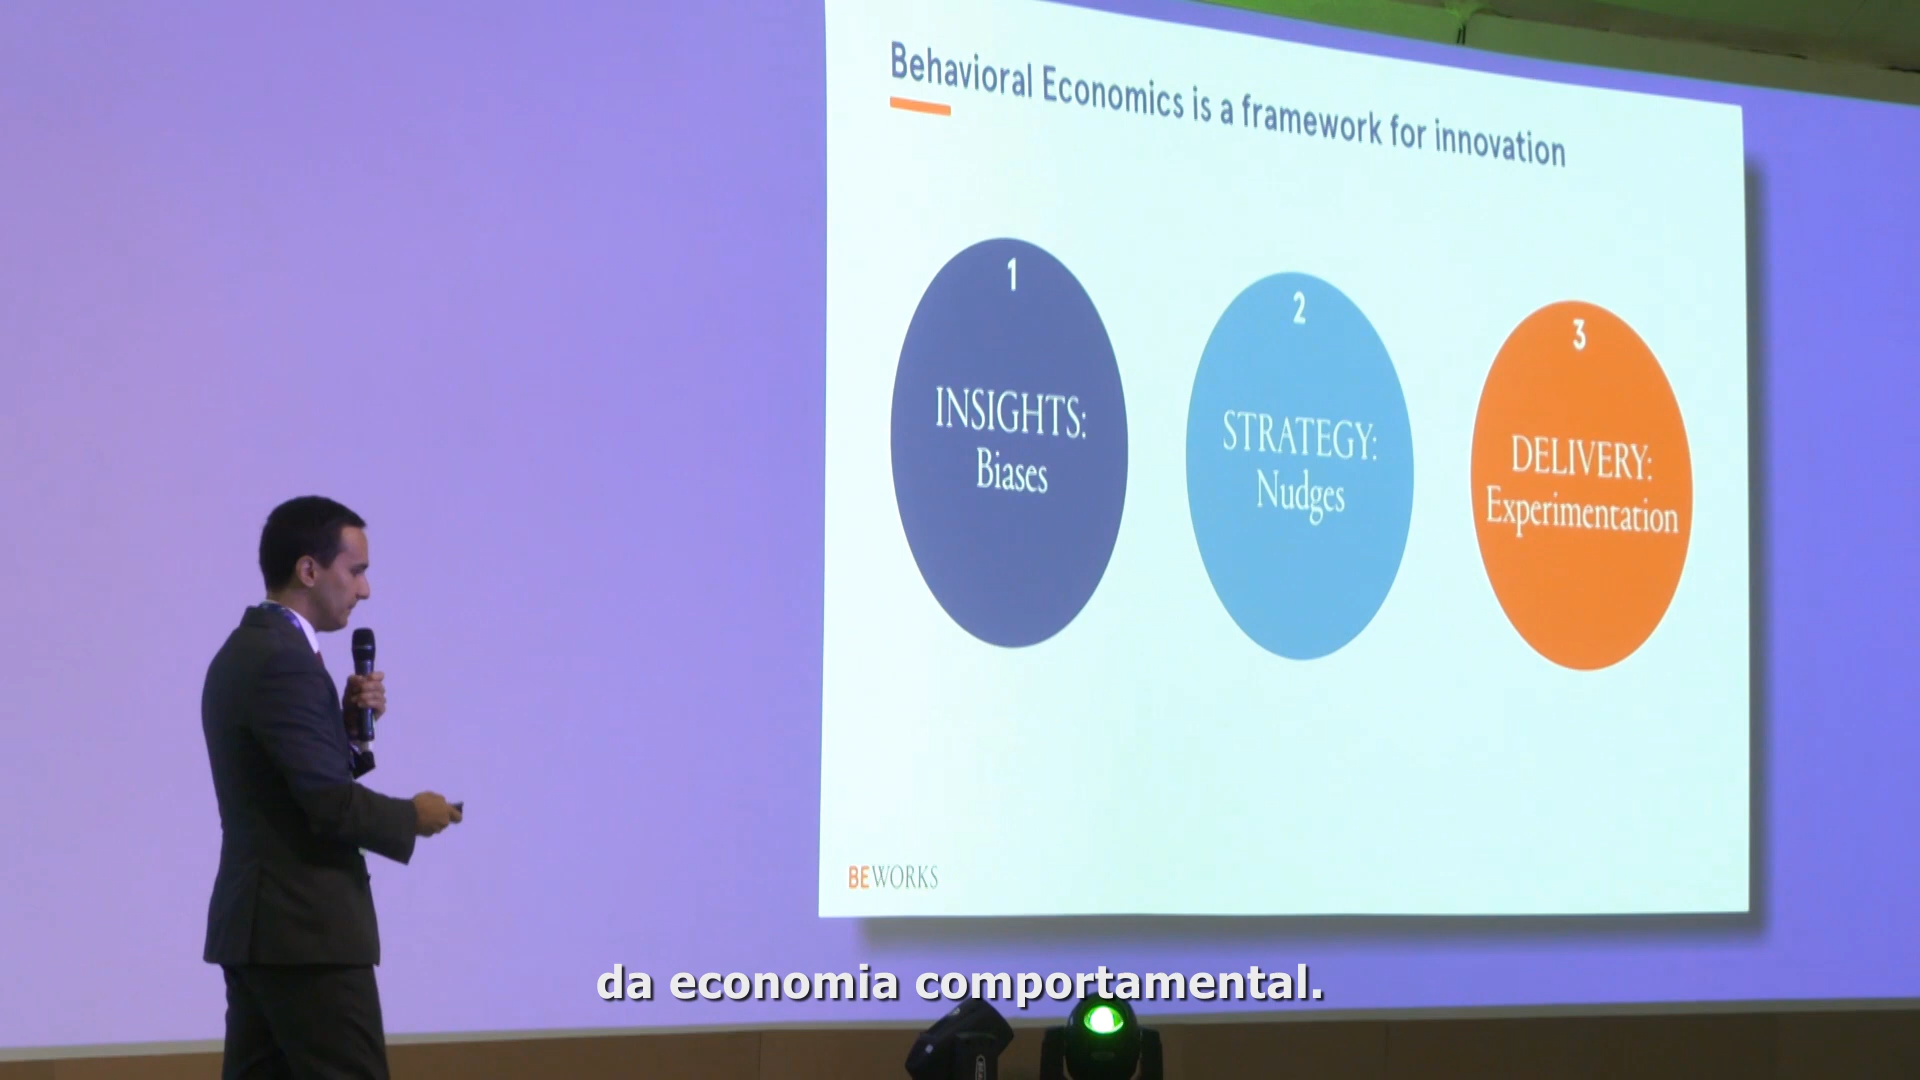 Behavioral Economics is a framework for innovation
1
INSIGHTS:
Biases
2
STRATEGY:
Nudges
3
DELIVERY:
Experimentation
BEWORKS
da economia comportamental.